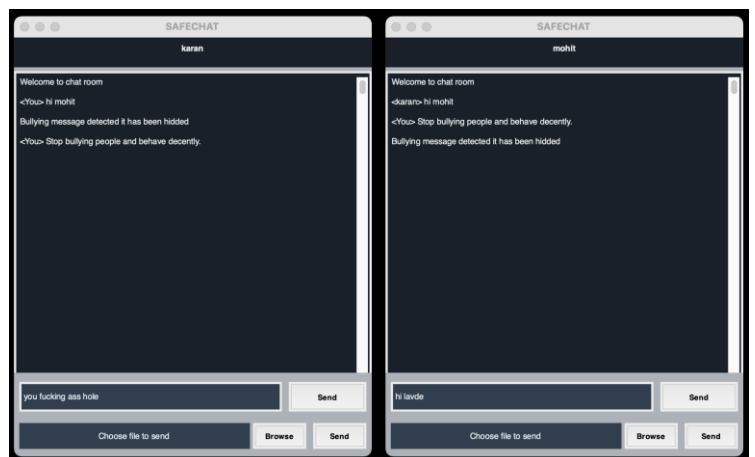 SAFECHAT
karan
Welcome to chat room
<You> hi mohit
Bullying message detected it has been hidded
<You> Stop bullying people and behave decently.
you fucking ass hole
Send
Choose file to send
Browse
Send
SAFECHAT
mohit
Welcome to chat room
<karan> hi mohit
<You> Stop bullying people and behave decently.
Bullying message detected it has been hidded
hi lavde
Send
Choose file to send
Browse
Send